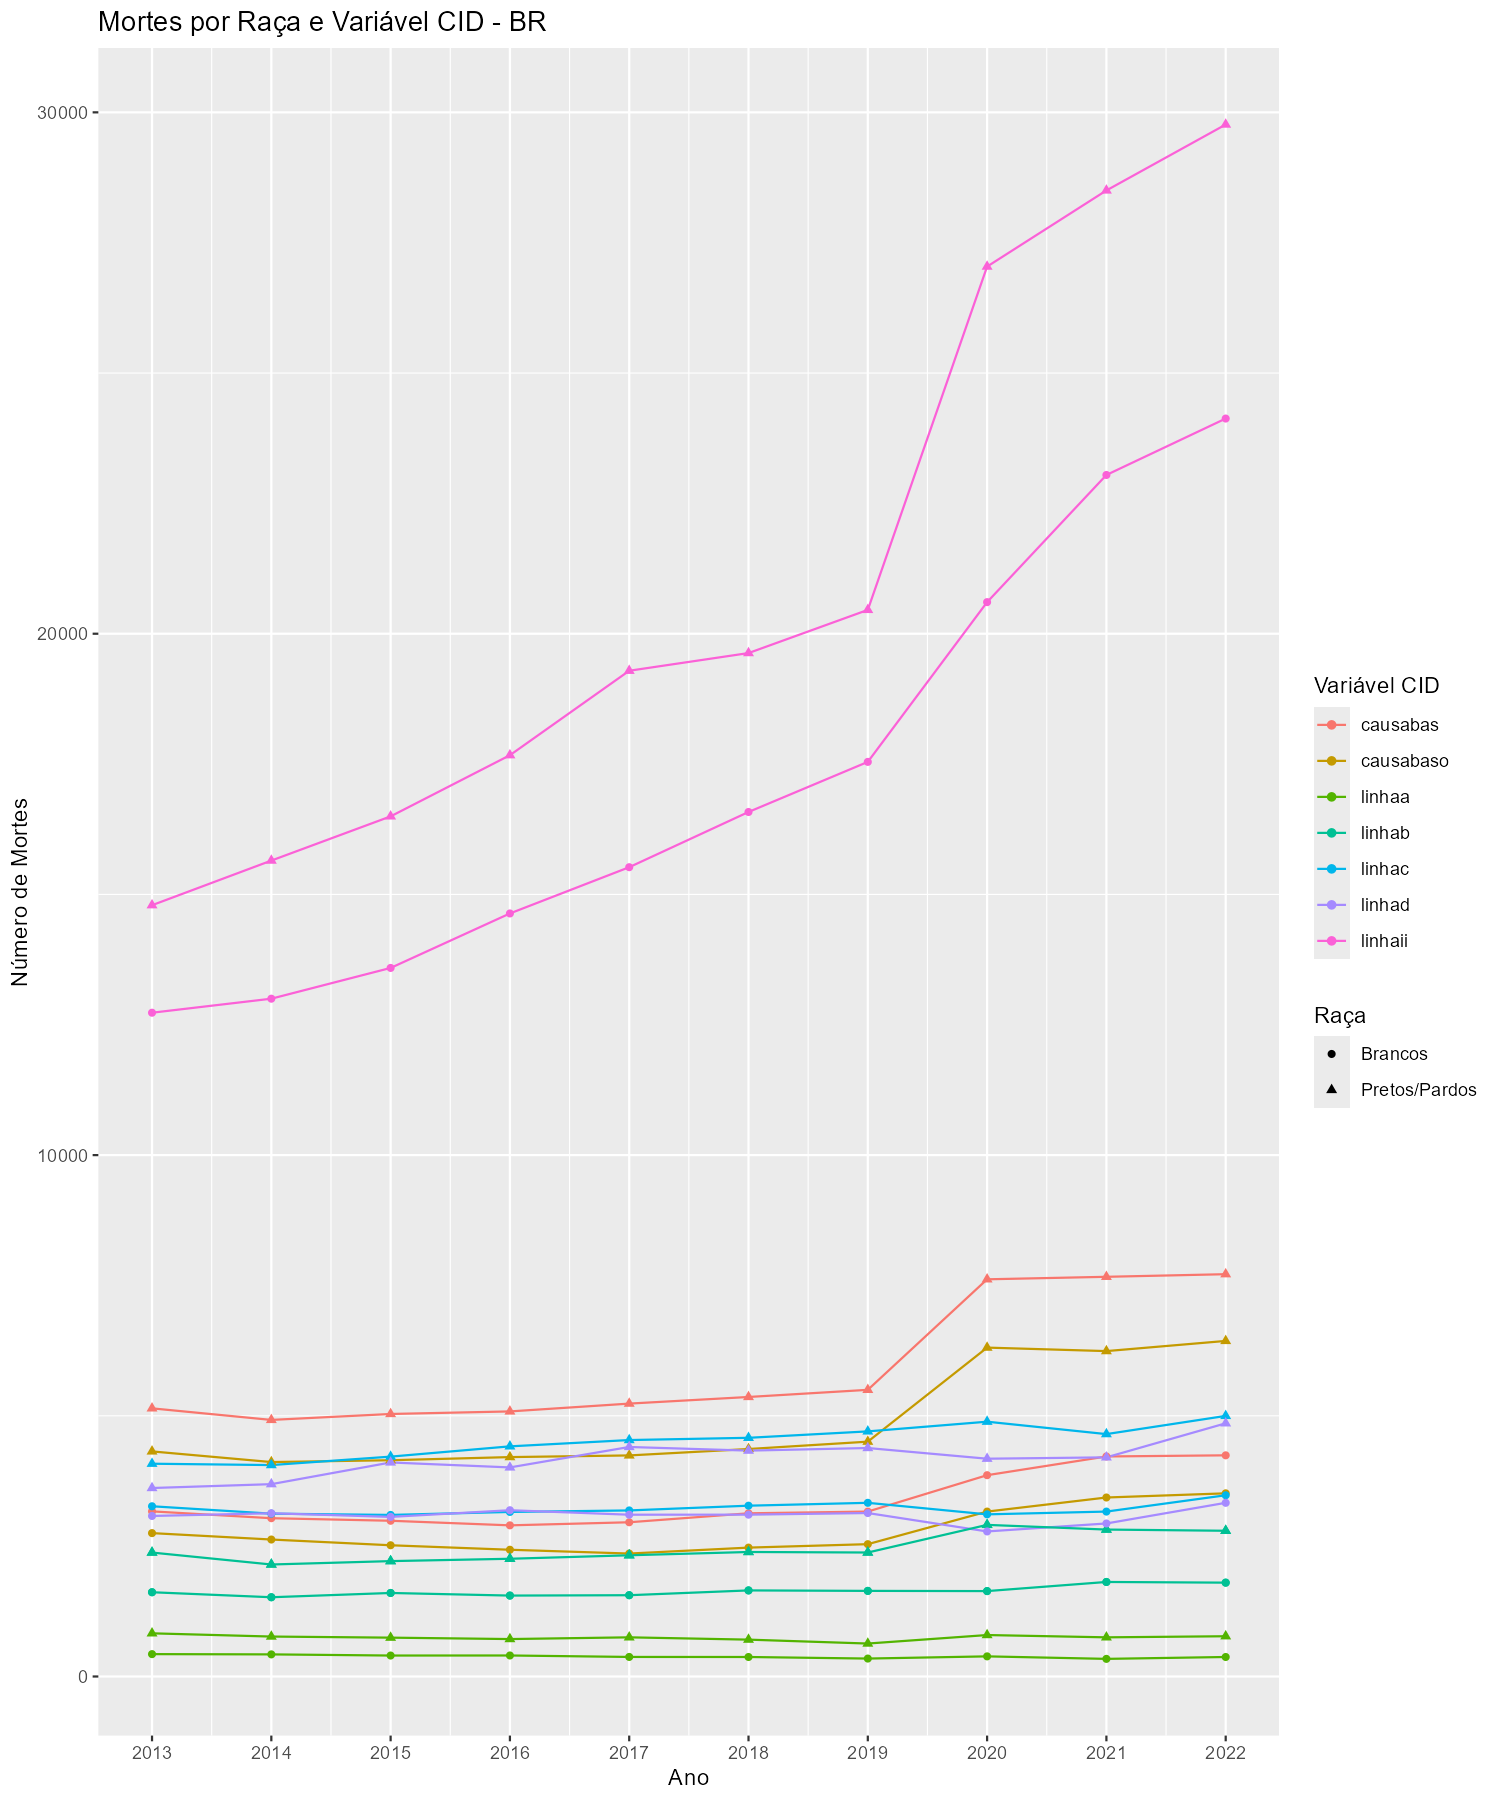 Mortes por Raça e Variável CID - BR
30000
20000
10000
0
Número de Mortes
2013 2014 2015 2016 2017 2018 2019 2020 2021 2022
Ano
Variável CID
causabas
causabaso
linhaa
linhab
linhac
linhad
linhaii
Raça
Brancos
Pretos/Pardos